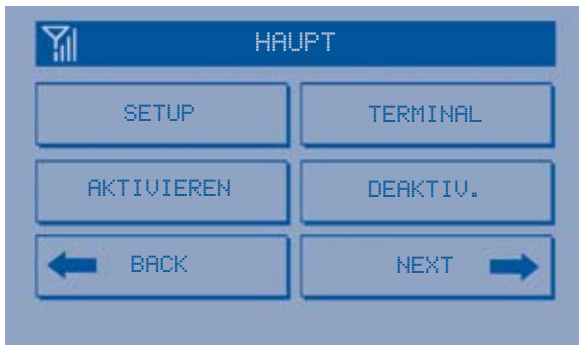 HAUPT
SETUP
TERMINAL
AKTIVIEREN
DEAKTIV.
BACK
NEXT